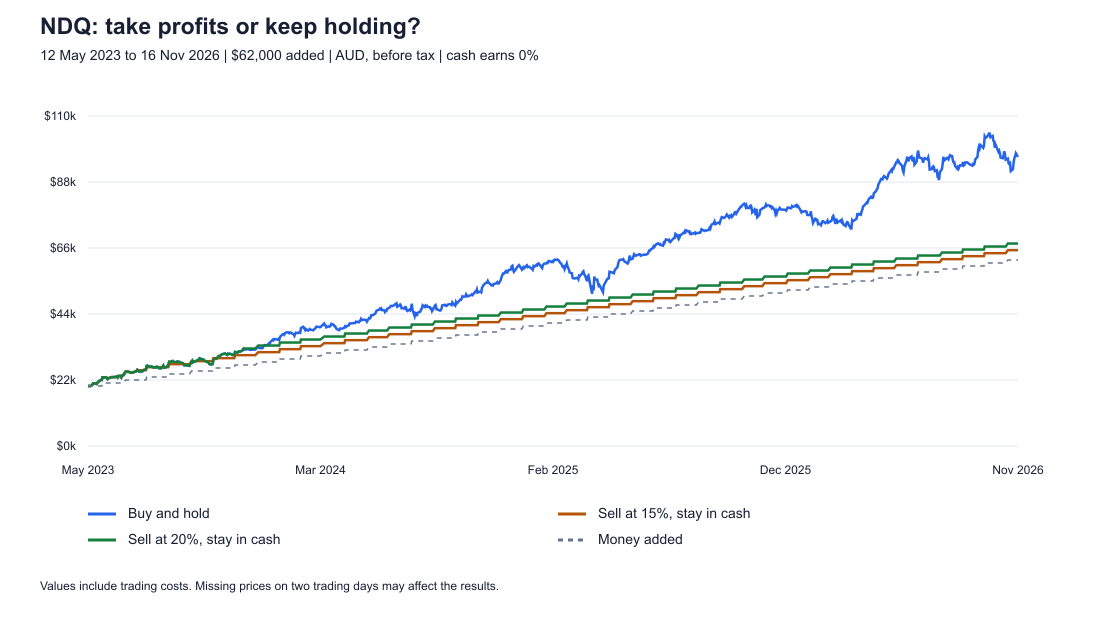 NDQ: take profits or keep holding?
12 May 2023 to 16 Nov 2026 | $62,000 added | AUD, before tax | cash earns 0%
$110k
$88k
$66k
$44k
$22k
$0k
May 2023 Mar 2024 Feb 2025 Dec 2025 Nov 2026
Buy and hold Sell at 15%, stay in cash
Sell at 20%, stay in cash Money added
Values include trading costs. Missing prices on two trading days may affect the results.